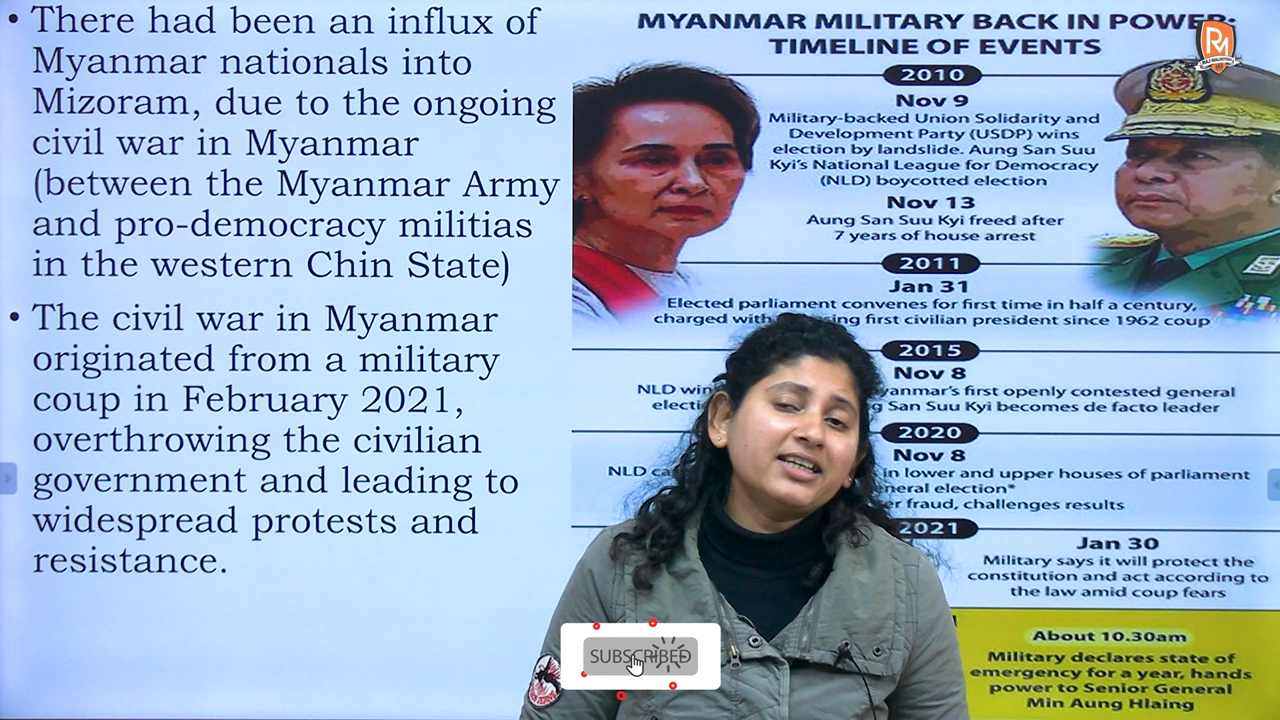 • There had been an influx of
Myanmar nationals into
Mizoram, due to the ongoing
civil war in Myanmar
(between the Myanmar Army
and pro-democracy militias
in the western Chin State)
• The civil war in Myanmar
originated from a military
coup in February 2021,
overthrowing the civilian
government and leading to
widespread protests and
resistance.
MYANMAR MILITARY BACK IN POWER:
TIMELINE OF EVENTS
2010
Nov 9
Military-backed Union Solidarity and
Development Party (USDP) wins
election by landslide. Aung San Suu
Kyi's National League for Democracy
(NLD) boycotted election
Nov 13
Aung San Suu Kyi freed after
7 years of house arrest
2011
Jan 31
Elected parliament convenes for first time in half a century,
charged with first civilian president since 1962 coup
2015
Nov 8
NLD general
San Suu Kyi becomes de facto leader
2020
Nov 8
NLD in lower and upper houses of parliament
election*
fraud, challenges results
2021
Jan 30
Military says it will protect the
constitution and act according to
the law amid coup fears
About 10.30am
Military declares state of
emergency for a year, hands
power to Senior General
Min Aung Hlaing
SUBSCRIBED